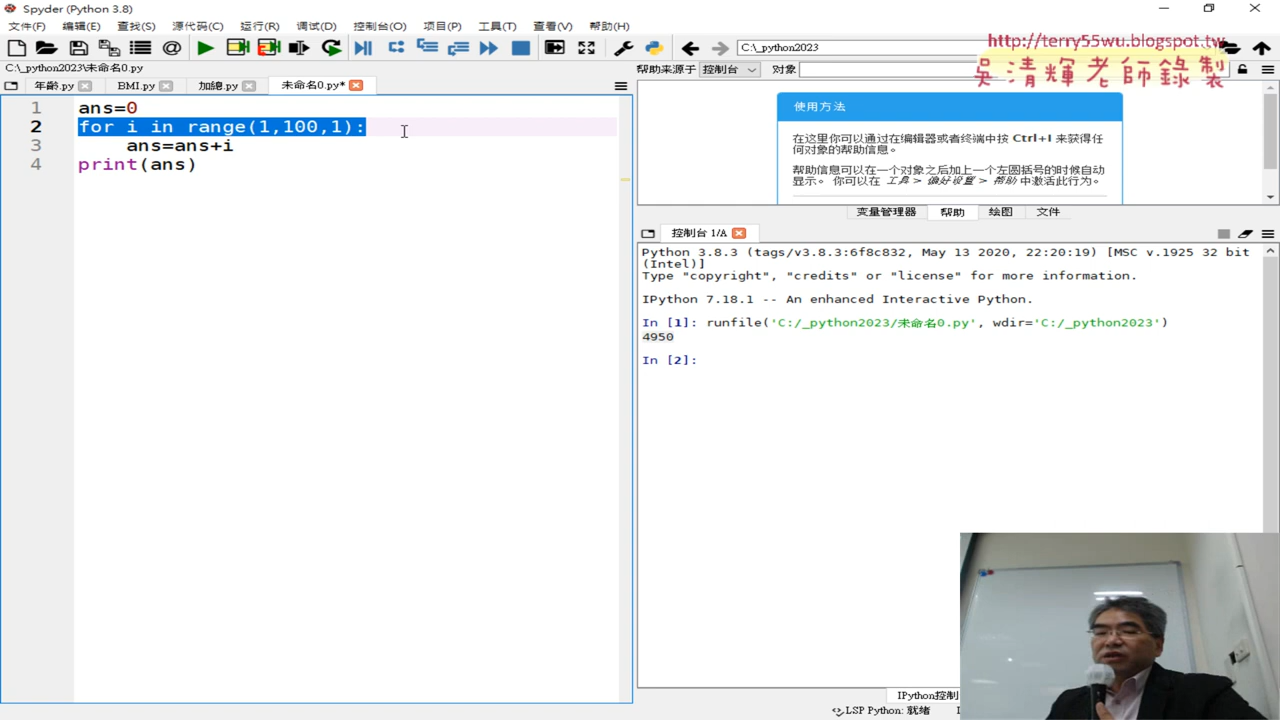 Spyder (Python 3.8)
文件(F) 编辑(E) 查找(S) 源代码(C) 运行(R) 调试(D) 控制台(O) 项目(P) 工具(T) 查看(V) 帮助(H)
C:\_python2023
http://terry55wu.blogspot.tw
吳清輝老師錄製
C:\_python2023\未命名0.py
帮助来源于 控制台 对象
年齡.py BMI.py 加總.py 未命名0.py*
1 ans=0
2 for i in range(1,100,1):
3 ans=ans+i
4 print(ans)
使用方法
在这里你可以通过在编辑器或者终端中按 Ctrl+I 来获得任
何对象的帮助信息。
帮助信息可以在一个对象之后加上一个左圆括号的时候自动
显示。 你可以在 工具 > 偏好设置 > 帮助 中激活此行为。
变量管理器 帮助 绘图 文件
控制台 1/A
Python 3.8.3 (tags/v3.8.3:6f8c832, May 13 2020, 22:20:19) [MSC v.1925 32 bit
(Intel)]
Type "copyright", "credits" or "license" for more information.
IPython 7.18.1 -- An enhanced Interactive Python.
In [1]: runfile('C:/_python2023/未命名0.py', wdir='C:/_python2023')
4950
In [2]:
IPython控制
LSP Python: 就绪